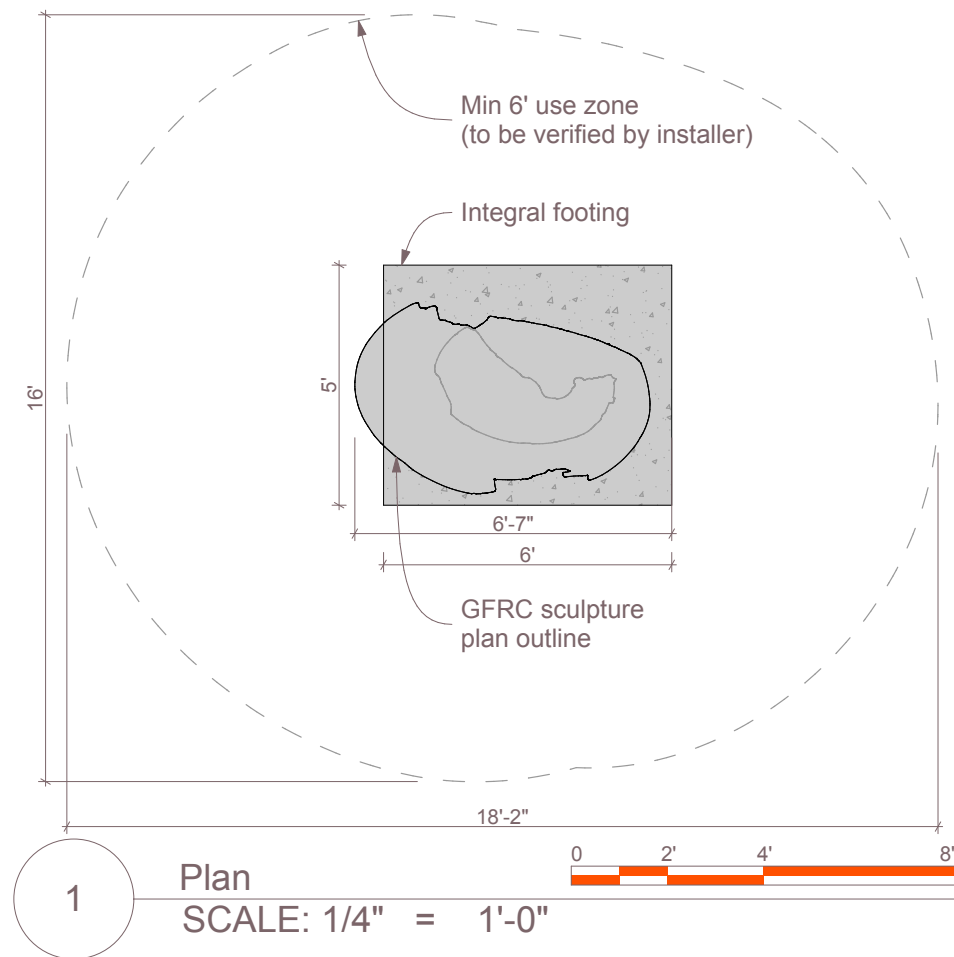 Min 6' use zone
(to be verified by installer)
Integral footing
16'
5'
6'-7"
6'
GFRC sculpture
plan outline
18'-2"
0 2' 4' 8'
1
Plan
SCALE: 1/4" = 1'-0"